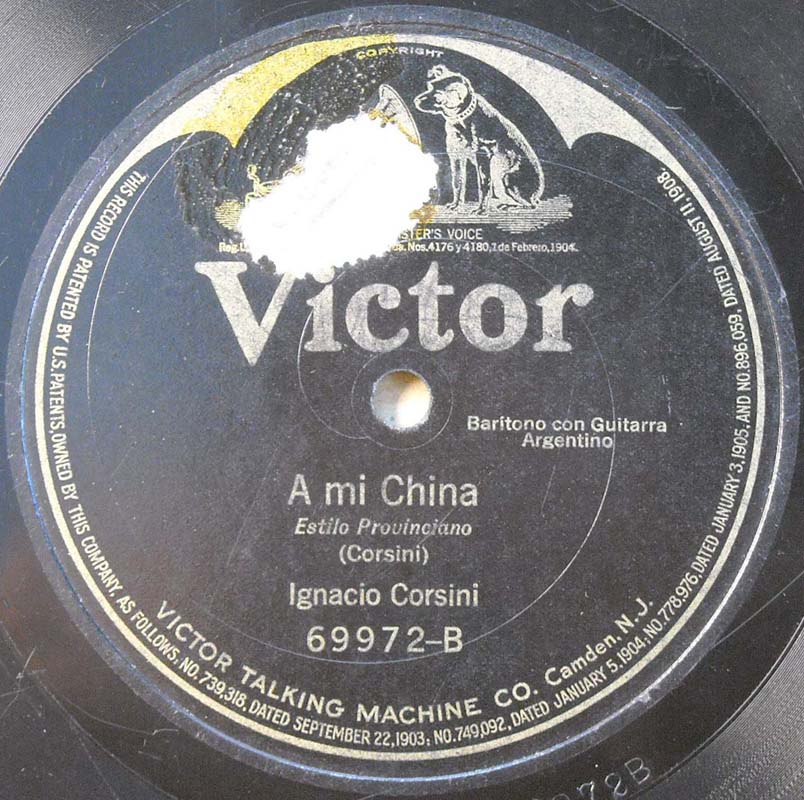 COPYRIGHT
STER'S VOICE
Nos. 4176 y 4180, 1 de Febrero, 1904.
Victor
Barítono con Guitarra
Argentino
A mi China
Estilo Provinciano
(Corsini)
Ignacio Corsini
69972-B
VICTOR TALKING MACHINE CO. Camden. N. J.
THIS RECORD IS PATENTED BY U.S. PATENTS, OWNED BY THIS COMPANY, AS FOLLOWS; NO. 739,318, DATED SEPTEMBER 22, 1903; NO. 749,092, DATED JANUARY 5, 1904; NO. 778,976, DATED JANUARY 3, 1905, AND NO. 896,059, DATED AUGUST 11, 1908.
72B